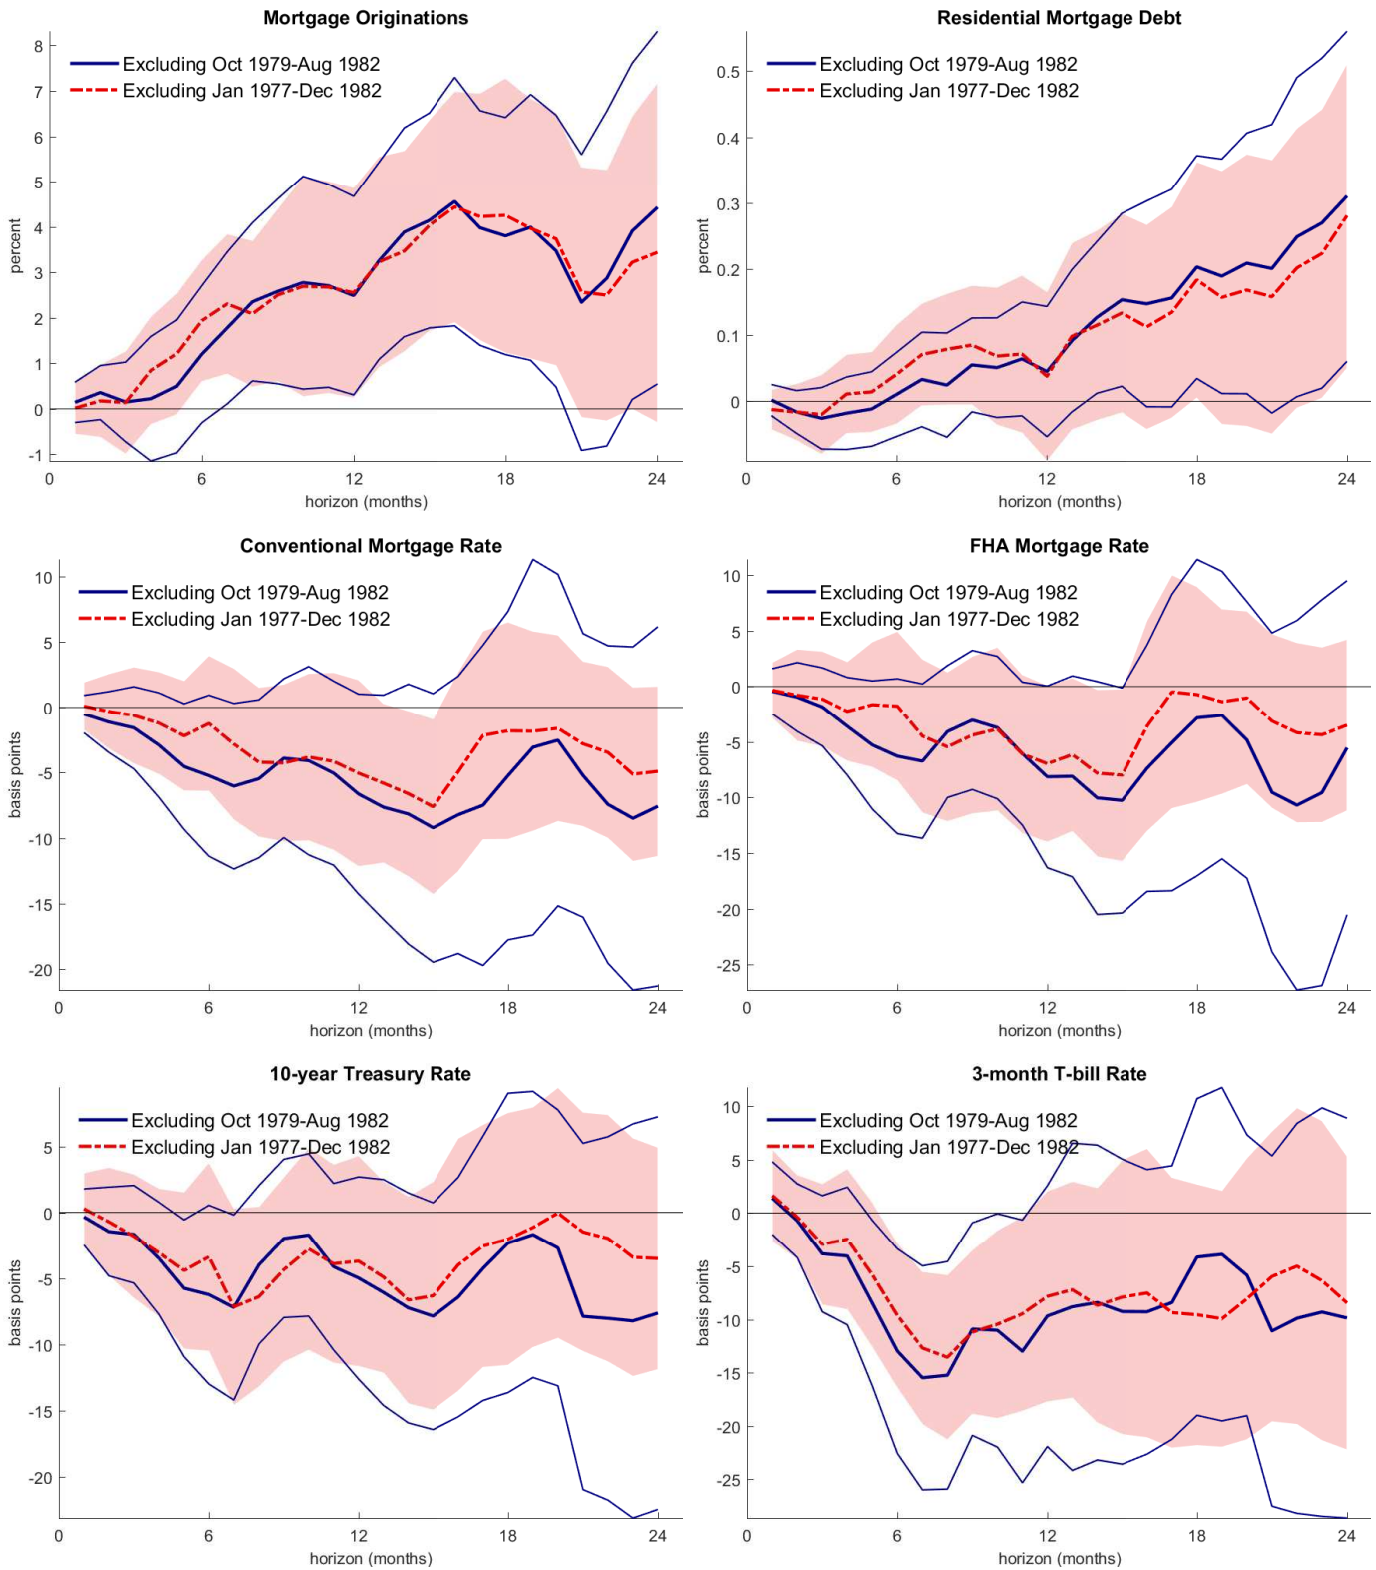 Mortgage Originations
Excluding Oct 1979-Aug 1982
Excluding Jan 1977-Dec 1982
percent
8
7
6
5
4
3
2
1
0
-1
0
6
12
18
24
horizon (months)
Residential Mortgage Debt
Excluding Oct 1979-Aug 1982
Excluding Jan 1977-Dec 1982
percent
0.5
0.4
0.3
0.2
0.1
0
0
6
12
18
24
horizon (months)
Conventional Mortgage Rate
Excluding Oct 1979-Aug 1982
Excluding Jan 1977-Dec 1982
basis points
10
5
0
-5
-10
-15
-20
0
6
12
18
24
horizon (months)
FHA Mortgage Rate
Excluding Oct 1979-Aug 1982
Excluding Jan 1977-Dec 1982
basis points
10
5
0
-5
-10
-15
-20
-25
0
6
12
18
24
horizon (months)
10-year Treasury Rate
Excluding Oct 1979-Aug 1982
Excluding Jan 1977-Dec 1982
basis points
5
0
-5
-10
-15
-20
0
6
12
18
24
horizon (months)
3-month T-bill Rate
Excluding Oct 1979-Aug 1982
Excluding Jan 1977-Dec 1982
basis points
10
5
0
-5
-10
-15
-20
-25
0
6
12
18
24
horizon (months)